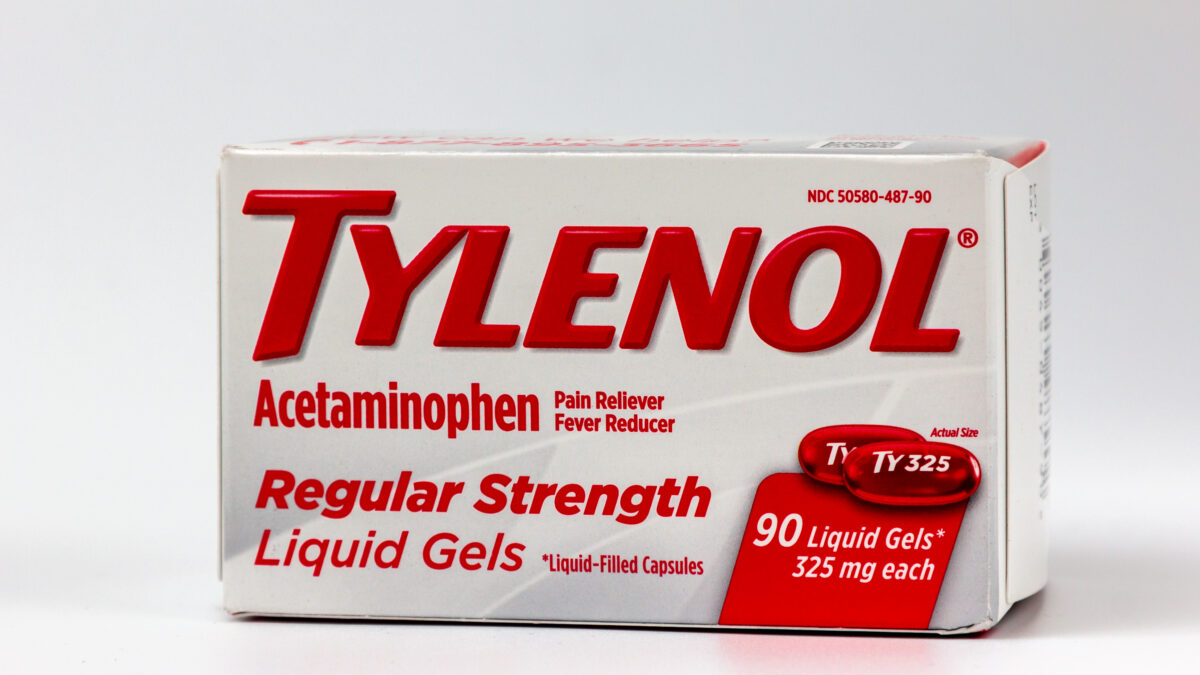 NDC 50580-487-90
TYLENOL®
Acetaminophen
Pain Reliever
Fever Reducer
Regular Strength
Liquid Gels
*Liquid-Filled Capsules
Actual Size
TY
TY 325
90 Liquid Gels*
325 mg each